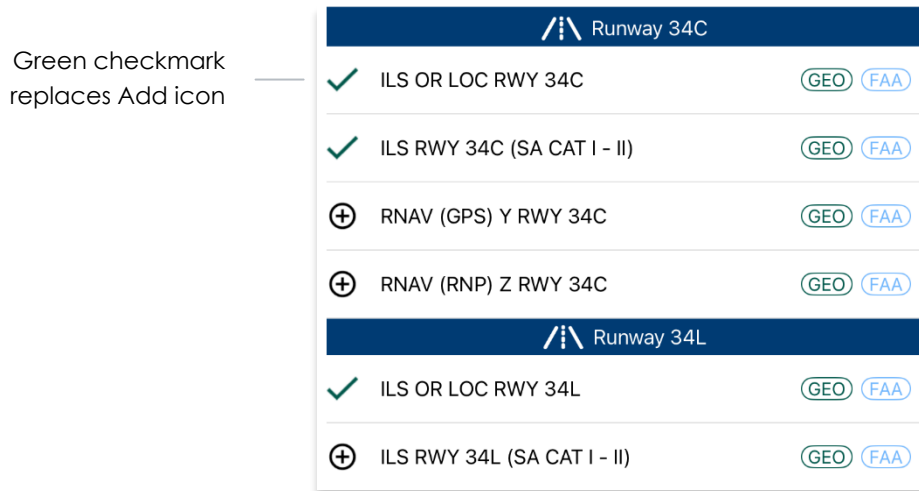 Green checkmark
replaces Add icon
Runway 34C
ILS OR LOC RWY 34C GEO FAA
ILS RWY 34C (SA CAT I - II) GEO FAA
RNAV (GPS) Y RWY 34C GEO FAA
RNAV (RNP) Z RWY 34C GEO FAA
Runway 34L
ILS OR LOC RWY 34L GEO FAA
ILS RWY 34L (SA CAT I - II) GEO FAA